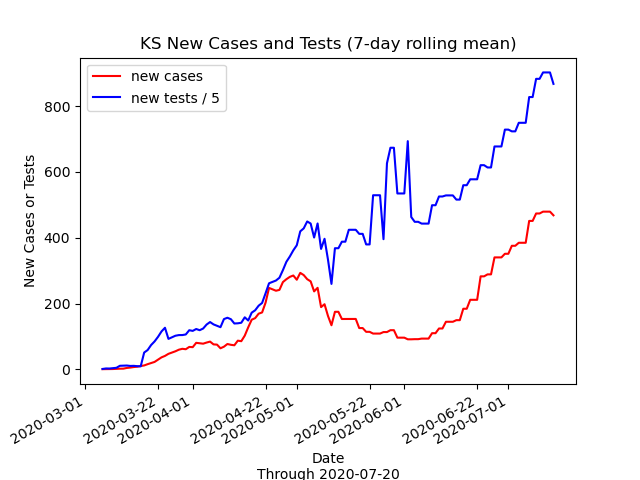 KS New Cases and Tests (7-day rolling mean)
new cases
new tests / 5
New Cases or Tests
800
600
400
200
0
2020-03-01
2020-03-22
2020-04-01
2020-04-22
2020-05-01
2020-05-22
2020-06-01
2020-06-22
2020-07-01
Date
Through 2020-07-20